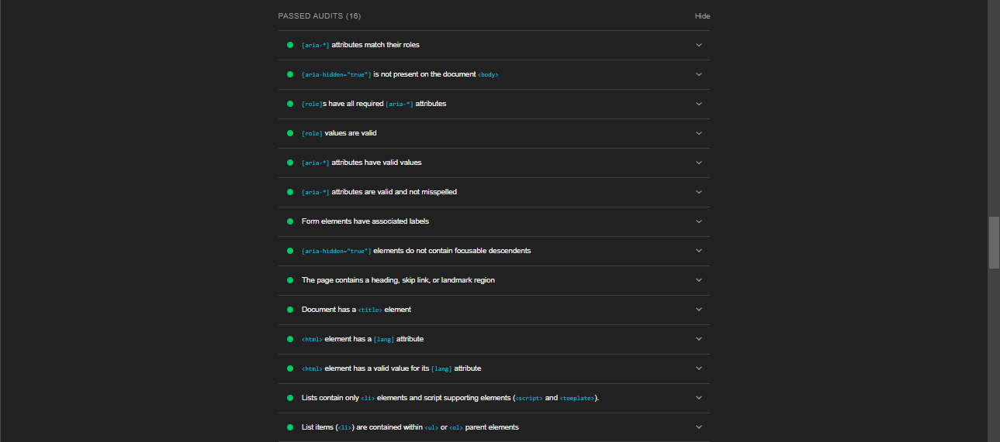 PASSED AUDITS (16) Hide
[aria-*] attributes match their roles
[aria-hidden="true"] is not present on the document <body>
[role]s have all required [aria-*] attributes
[role] values are valid
[aria-*] attributes have valid values
[aria-*] attributes are valid and not misspelled
Form elements have associated labels
[aria-hidden="true"] elements do not contain focusable descendents
The page contains a heading, skip link, or landmark region
Document has a <title> element
<html> element has a [lang] attribute
<html> element has a valid value for its [lang] attribute
Lists contain only <li> elements and script supporting elements (<script> and <template>).
List items (<li>) are contained within <ul> or <ol> parent elements